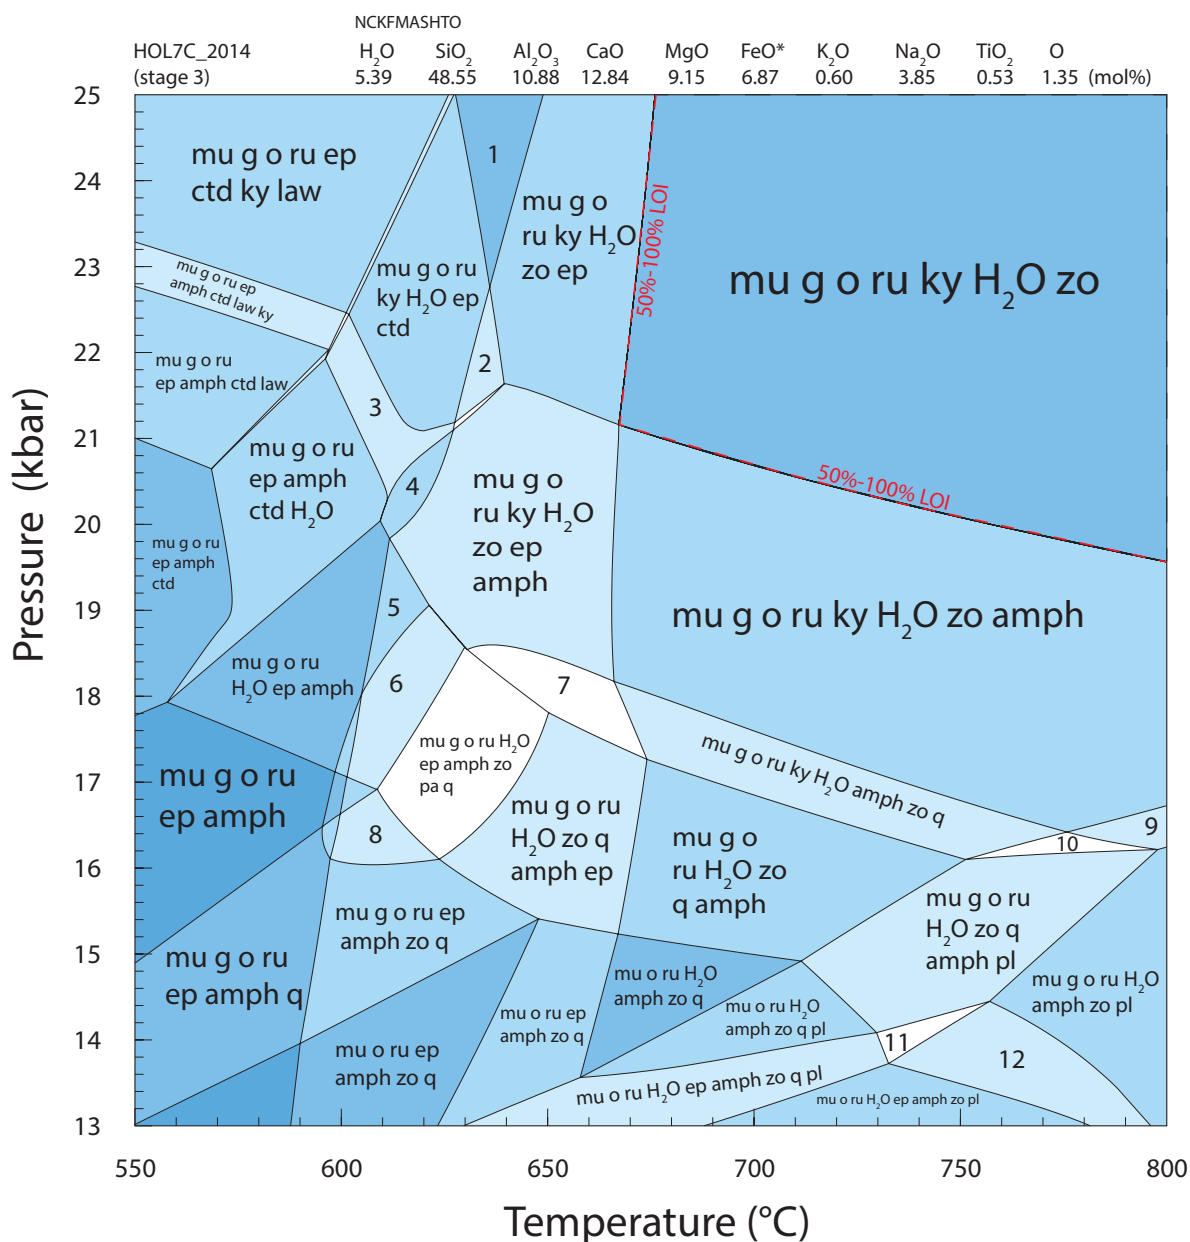 NCKFMASHTO
HOL7C_2014 H₂O SiO₂ Al₂O₃ CaO MgO FeO* K₂O Na₂O TiO₂ O
(stage 3) 5.39 48.55 10.88 12.84 9.15 6.87 0.60 3.85 0.53 1.35 (mol%)
25
24
23
22
21
20
19
18
17
16
15
14
13
Pressure (kbar)
mu g o ru ep
ctd ky law
1
mu g o
ru ky H₂O
zo ep
50%-100% LOI
mu g o ru ky H₂O zo
mu g o ru ep
amph ctd law ky
mu g o ru
ky H₂O ep
ctd
mu g o ru
ep amph ctd law
2
3
mu g o ru
ep amph
ctd H₂O
4
mu g o
ru ky H₂O
zo ep
amph
50%-100% LOI
mu g o ru
ep amph
ctd
5
mu g o ru ky H₂O zo amph
mu g o ru
H₂O ep amph
6
7
mu g o ru H₂O
ep amph zo
pa q
mu g o ru ky H₂O amph zo q
mu g o ru
ep amph
8
mu g o ru
H₂O zo q
amph ep
mu g o
ru H₂O zo
q amph
9
10
mu g o ru ep
amph zo q
mu g o ru
H₂O zo q
amph pl
mu g o ru
ep amph q
mu o ru H₂O
amph zo q
mu g o ru H₂O
amph zo pl
mu o ru ep
amph zo q
mu o ru H₂O
amph zo q pl
mu o ru ep
amph zo q
11
12
mu o ru H₂O ep amph zo q pl
mu o ru H₂O ep amph zo pl
550 600 650 700 750 800
Temperature (°C)